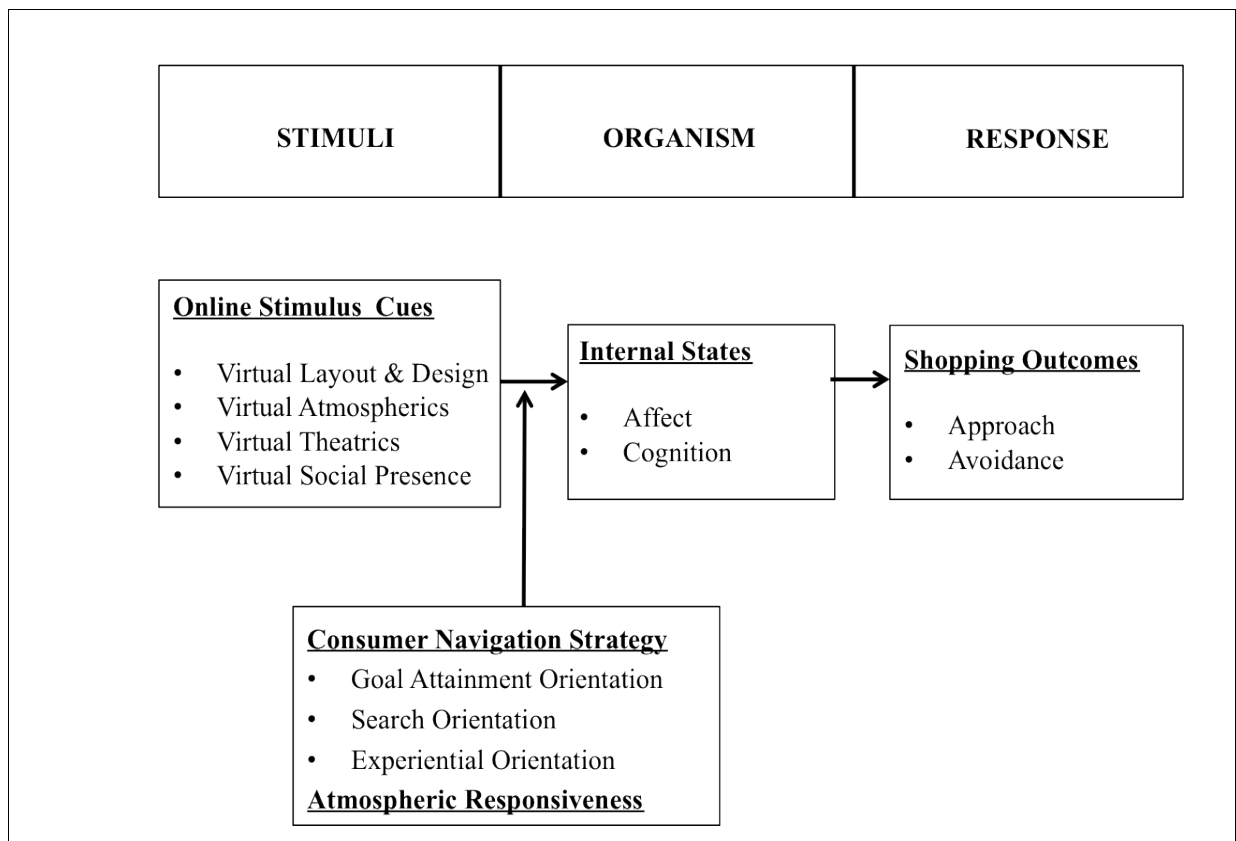 STIMULI
ORGANISM
RESPONSE
Online Stimulus Cues
• Virtual Layout & Design
• Virtual Atmospherics
• Virtual Theatrics
• Virtual Social Presence
Internal States
• Affect
• Cognition
Shopping Outcomes
• Approach
• Avoidance
Consumer Navigation Strategy
• Goal Attainment Orientation
• Search Orientation
• Experiential Orientation
Atmospheric Responsiveness